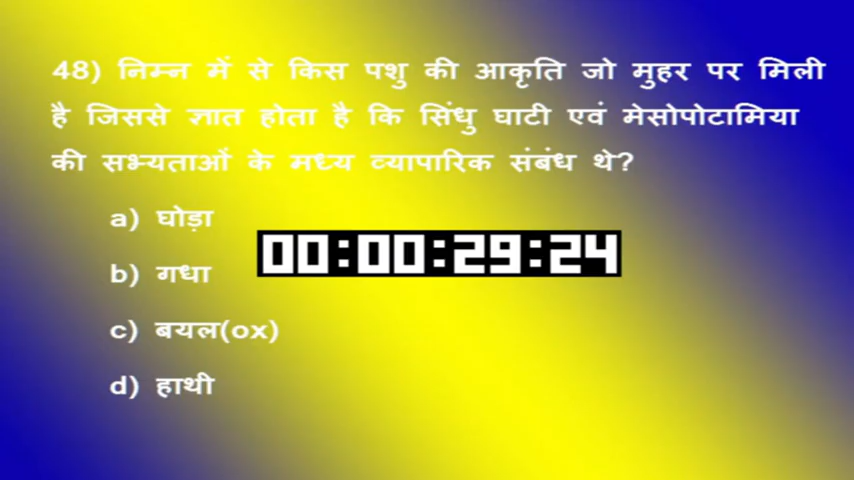 48) निम्न में से किस पशु की आकृति जो मुहर पर मिली
है जिससे ज्ञात होता है कि सिंधु घाटी एवं मेसोपोटामिया
की सभ्यताओं के मध्य व्यापारिक संबंध थे?
a) घोड़ा
00:00:29:24
b) गधा
c) बयल(ox)
d) हाथी